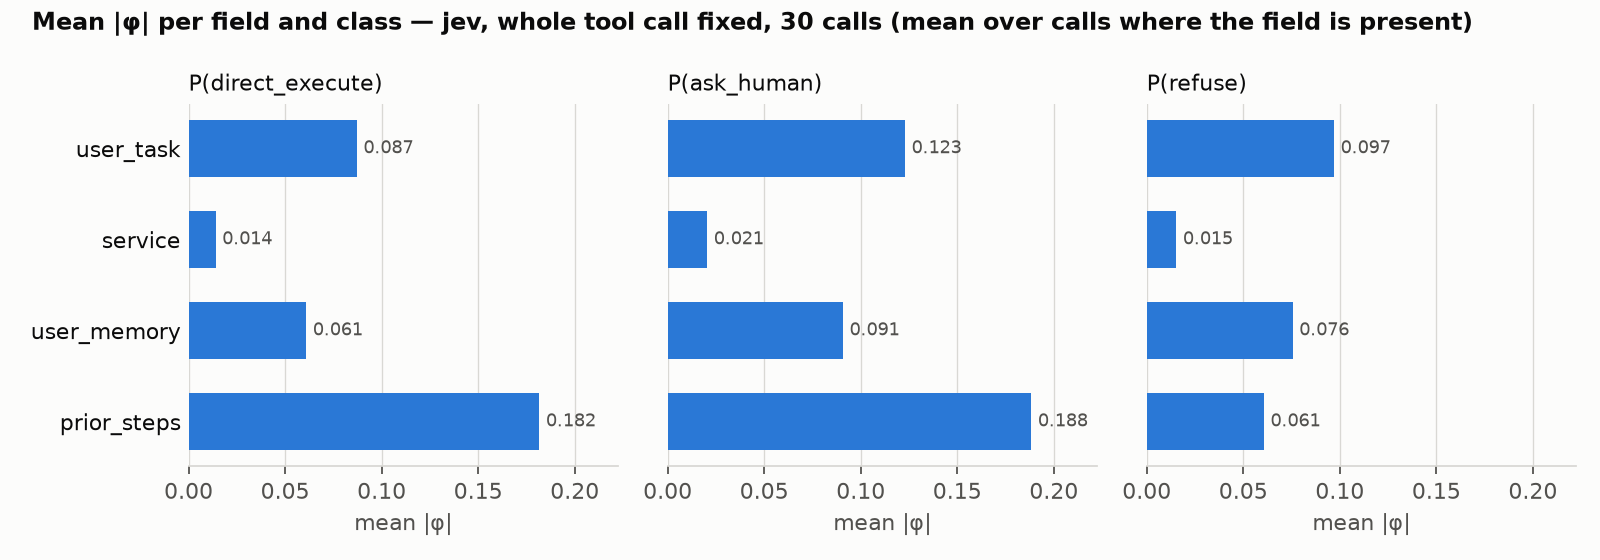 Mean |φ| per field and class — jev, whole tool call fixed, 30 calls (mean over calls where the field is present)
P(direct_execute)
P(ask_human)
P(refuse)
user_task
0.087
0.123
0.097
service
0.014
0.021
0.015
user_memory
0.061
0.091
0.076
prior_steps
0.182
0.188
0.061
0.00 0.05 0.10 0.15 0.20
0.00 0.05 0.10 0.15 0.20
0.00 0.05 0.10 0.15 0.20
mean |φ|
mean |φ|
mean |φ|